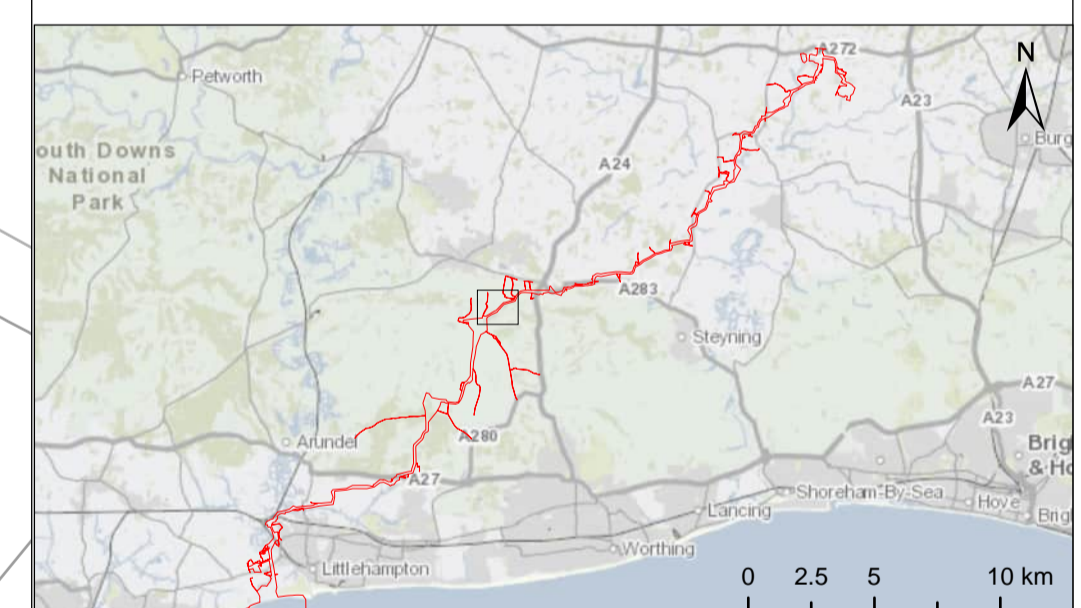 A272
N
Petworth
A23
Burg
outh Downs
National
Park
A24
A283
Steyning
A27
A23
Arundel
A280
Brig
& Ho
A27
Shoreham-By-Sea
Hove
Brig
Lancing
Worthing
Littlehampton
0 2.5 5 10 km